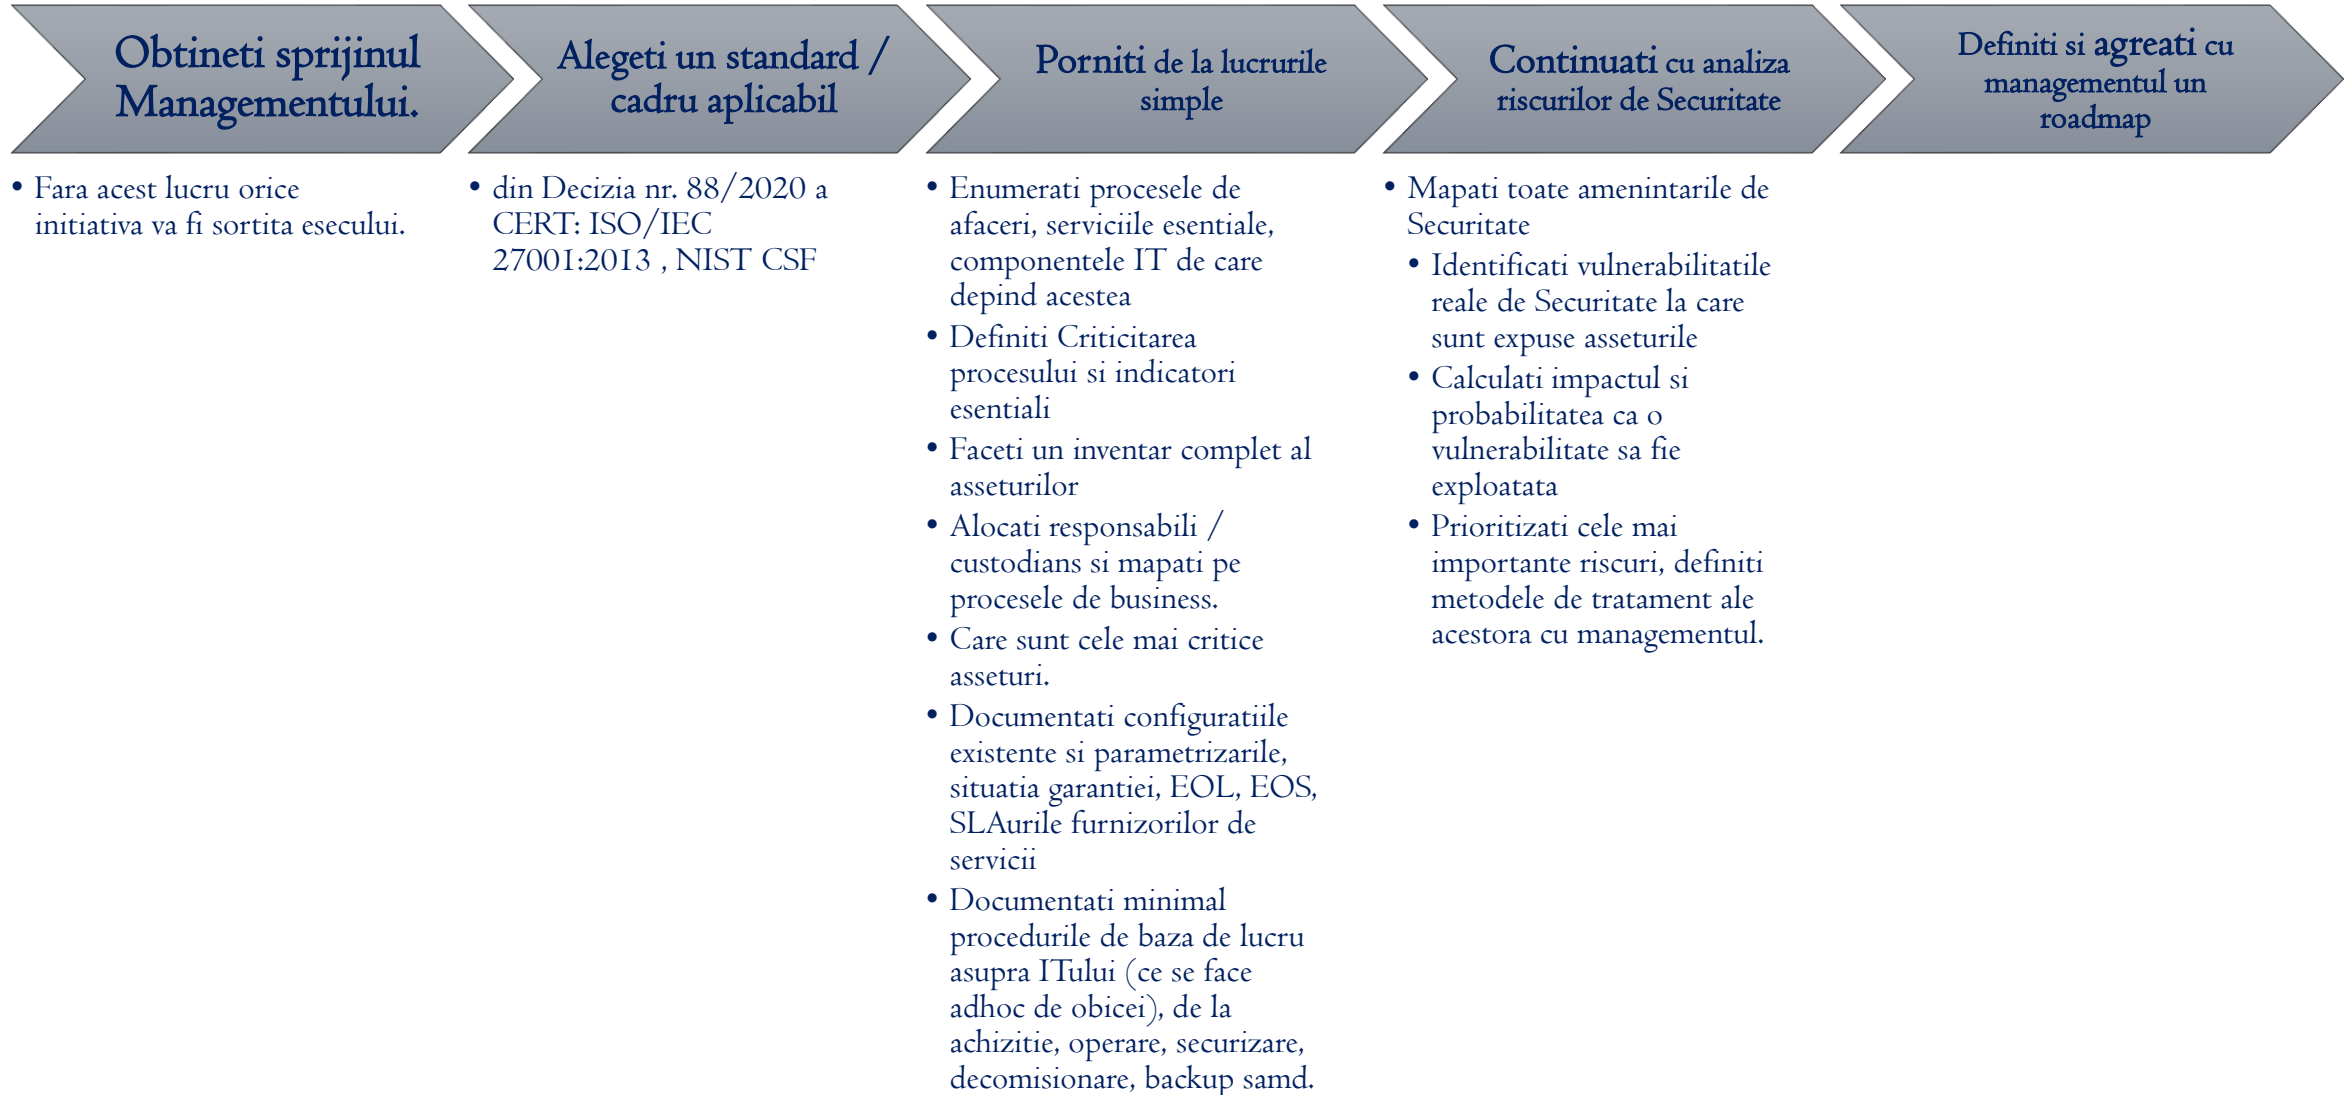 Obtineti sprijinul
Managementului.
• Fara acest lucru orice
initiativa va fi sortita esecului.
Alegeti un standard /
cadru aplicabil
• din Decizia nr. 88/2020 a
CERT: ISO/IEC
27001:2013 , NIST CSF
Porniti de la lucrurile
simple
• Enumerati procesele de
afaceri, serviciile esentiale,
componentele IT de care
depind acestea
• Definiti Criticitarea
procesului si indicatori
esentiali
• Faceti un inventar complet al
asseturilor
• Alocati responsabili /
custodians si mapati pe
procesele de business.
• Care sunt cele mai critice
asseturi.
• Documentati configuratiile
existente si parametrizarile,
situatia garantiei, EOL, EOS,
SLAurile furnizorilor de
servicii
• Documentati minimal
procedurile de baza de lucru
asupra ITului (ce se face
adhoc de obicei), de la
achizitie, operare, securizare,
decomisionare, backup samd.
Continuati cu analiza
riscurilor de Securitate
• Mapati toate amenintarile de
Securitate
• Identificati vulnerabilitatile
reale de Securitate la care
sunt expuse asseturile
• Calculati impactul si
probabilitatea ca o
vulnerabilitate sa fie
exploatata
• Prioritizati cele mai
importante riscuri, definiti
metodele de tratament ale
acestora cu managementul.
Definiti si agreati cu
managementul un
roadmap